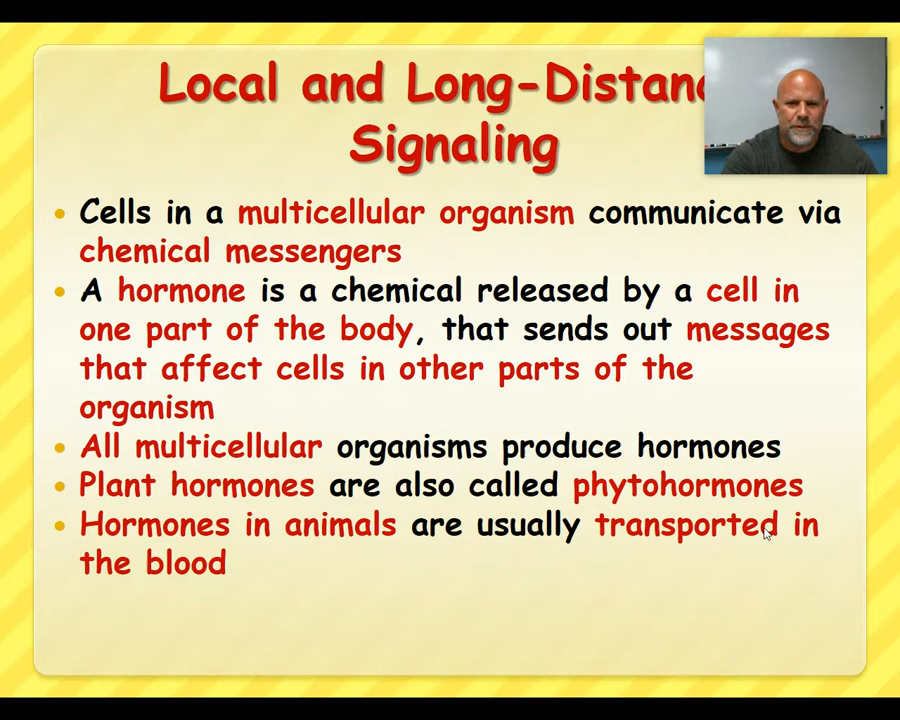 Local and Long-Distanc
Signaling
• Cells in a multicellular organism communicate via
chemical messengers
• A hormone is a chemical released by a cell in
one part of the body, that sends out messages
that affect cells in other parts of the
organism
• All multicellular organisms produce hormones
• Plant hormones are also called phytohormones
• Hormones in animals are usually transported in
the blood